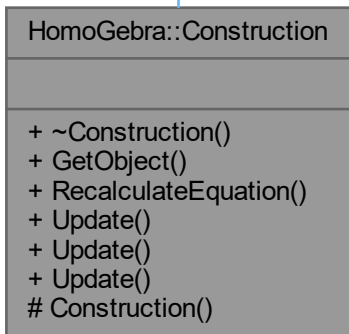 HomoGebra::Construction
+ ~Construction()
+ GetObject()
+ RecalculateEquation()
+ Update()
+ Update()
+ Update()
# Construction()